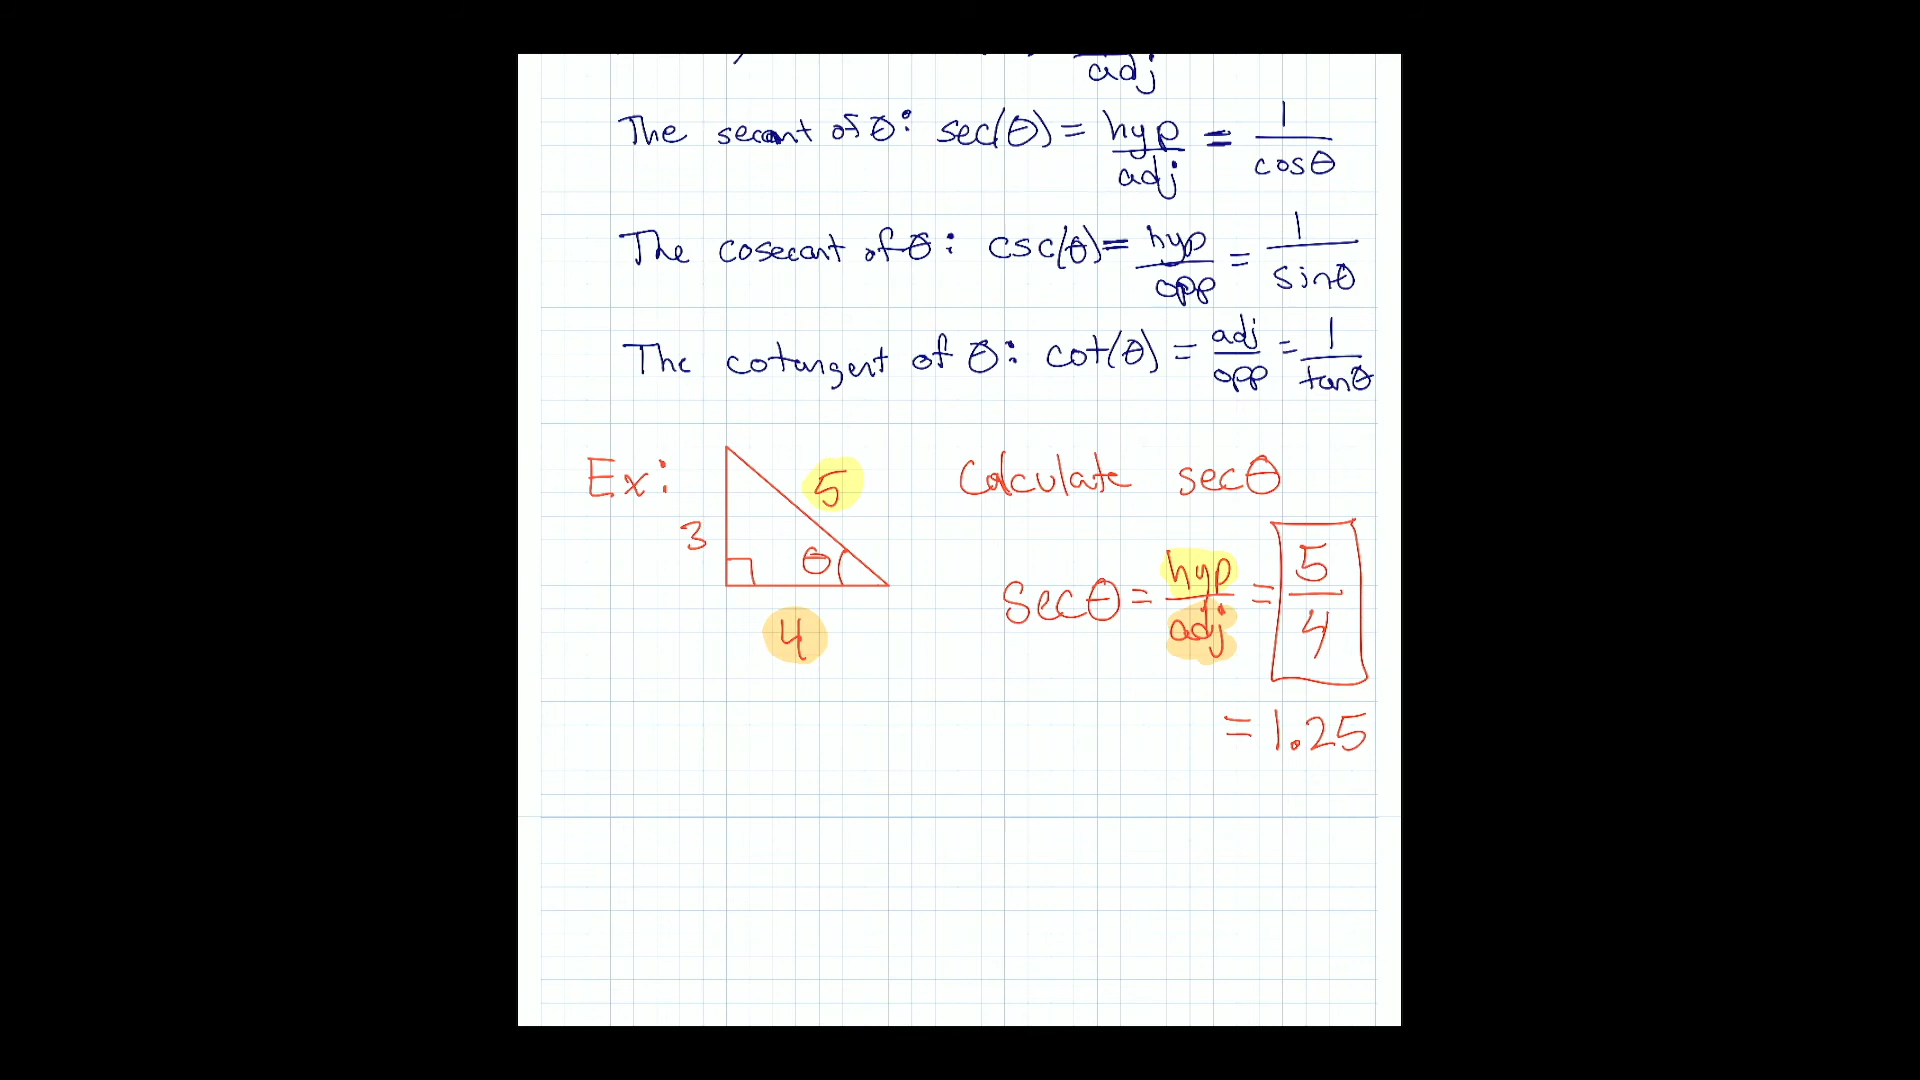 adj
The secant of θ: sec(θ) = hyp/adj = 1/cosθ
The cosecant of θ: csc(θ) = hyp/opp = 1/sinθ
The cotangent of θ: cot(θ) = adj/opp = 1/tanθ
Ex: 3 5 θ 4
Calculate secθ
secθ = hyp/adj = 5/4
= 1.25